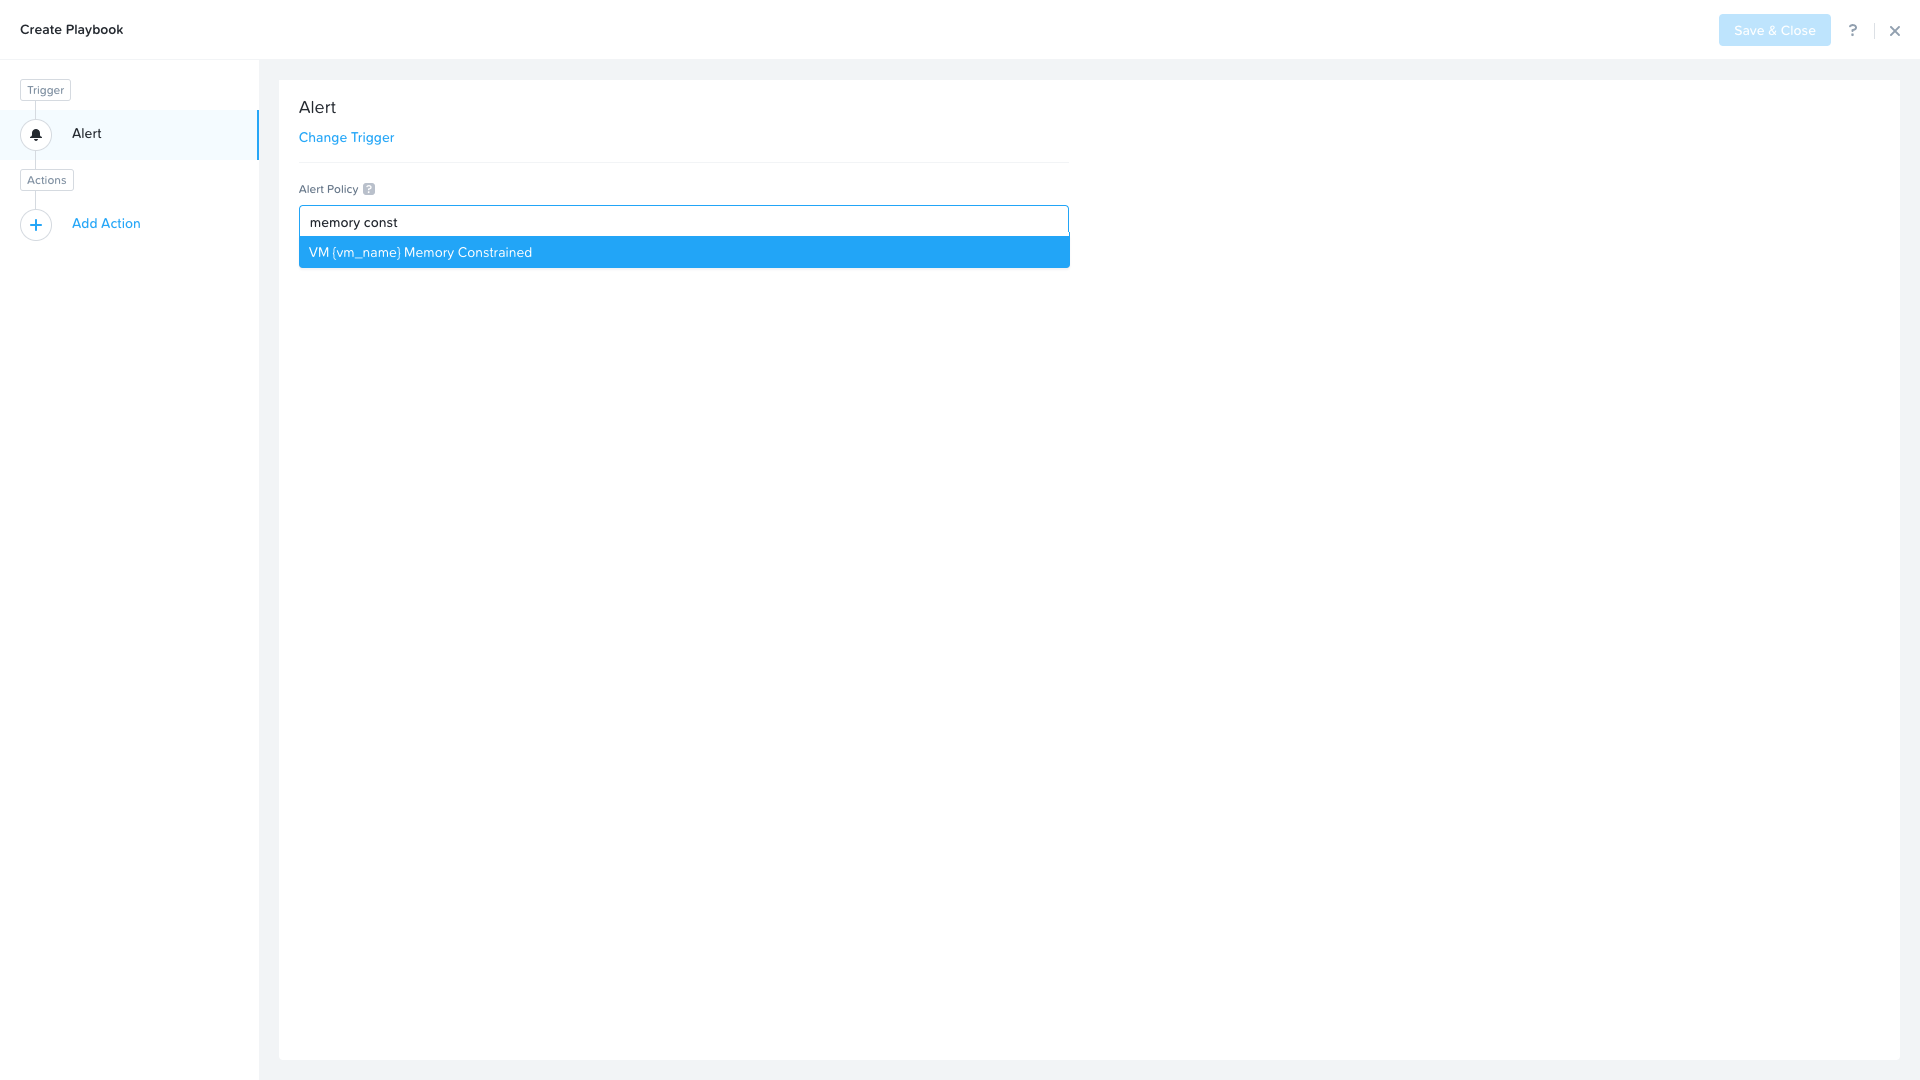 Create Playbook
Save & Close
?
Trigger
Alert
Actions
Add Action
Alert
Change Trigger
Alert Policy ?
memory const
VM {vm_name} Memory Constrained